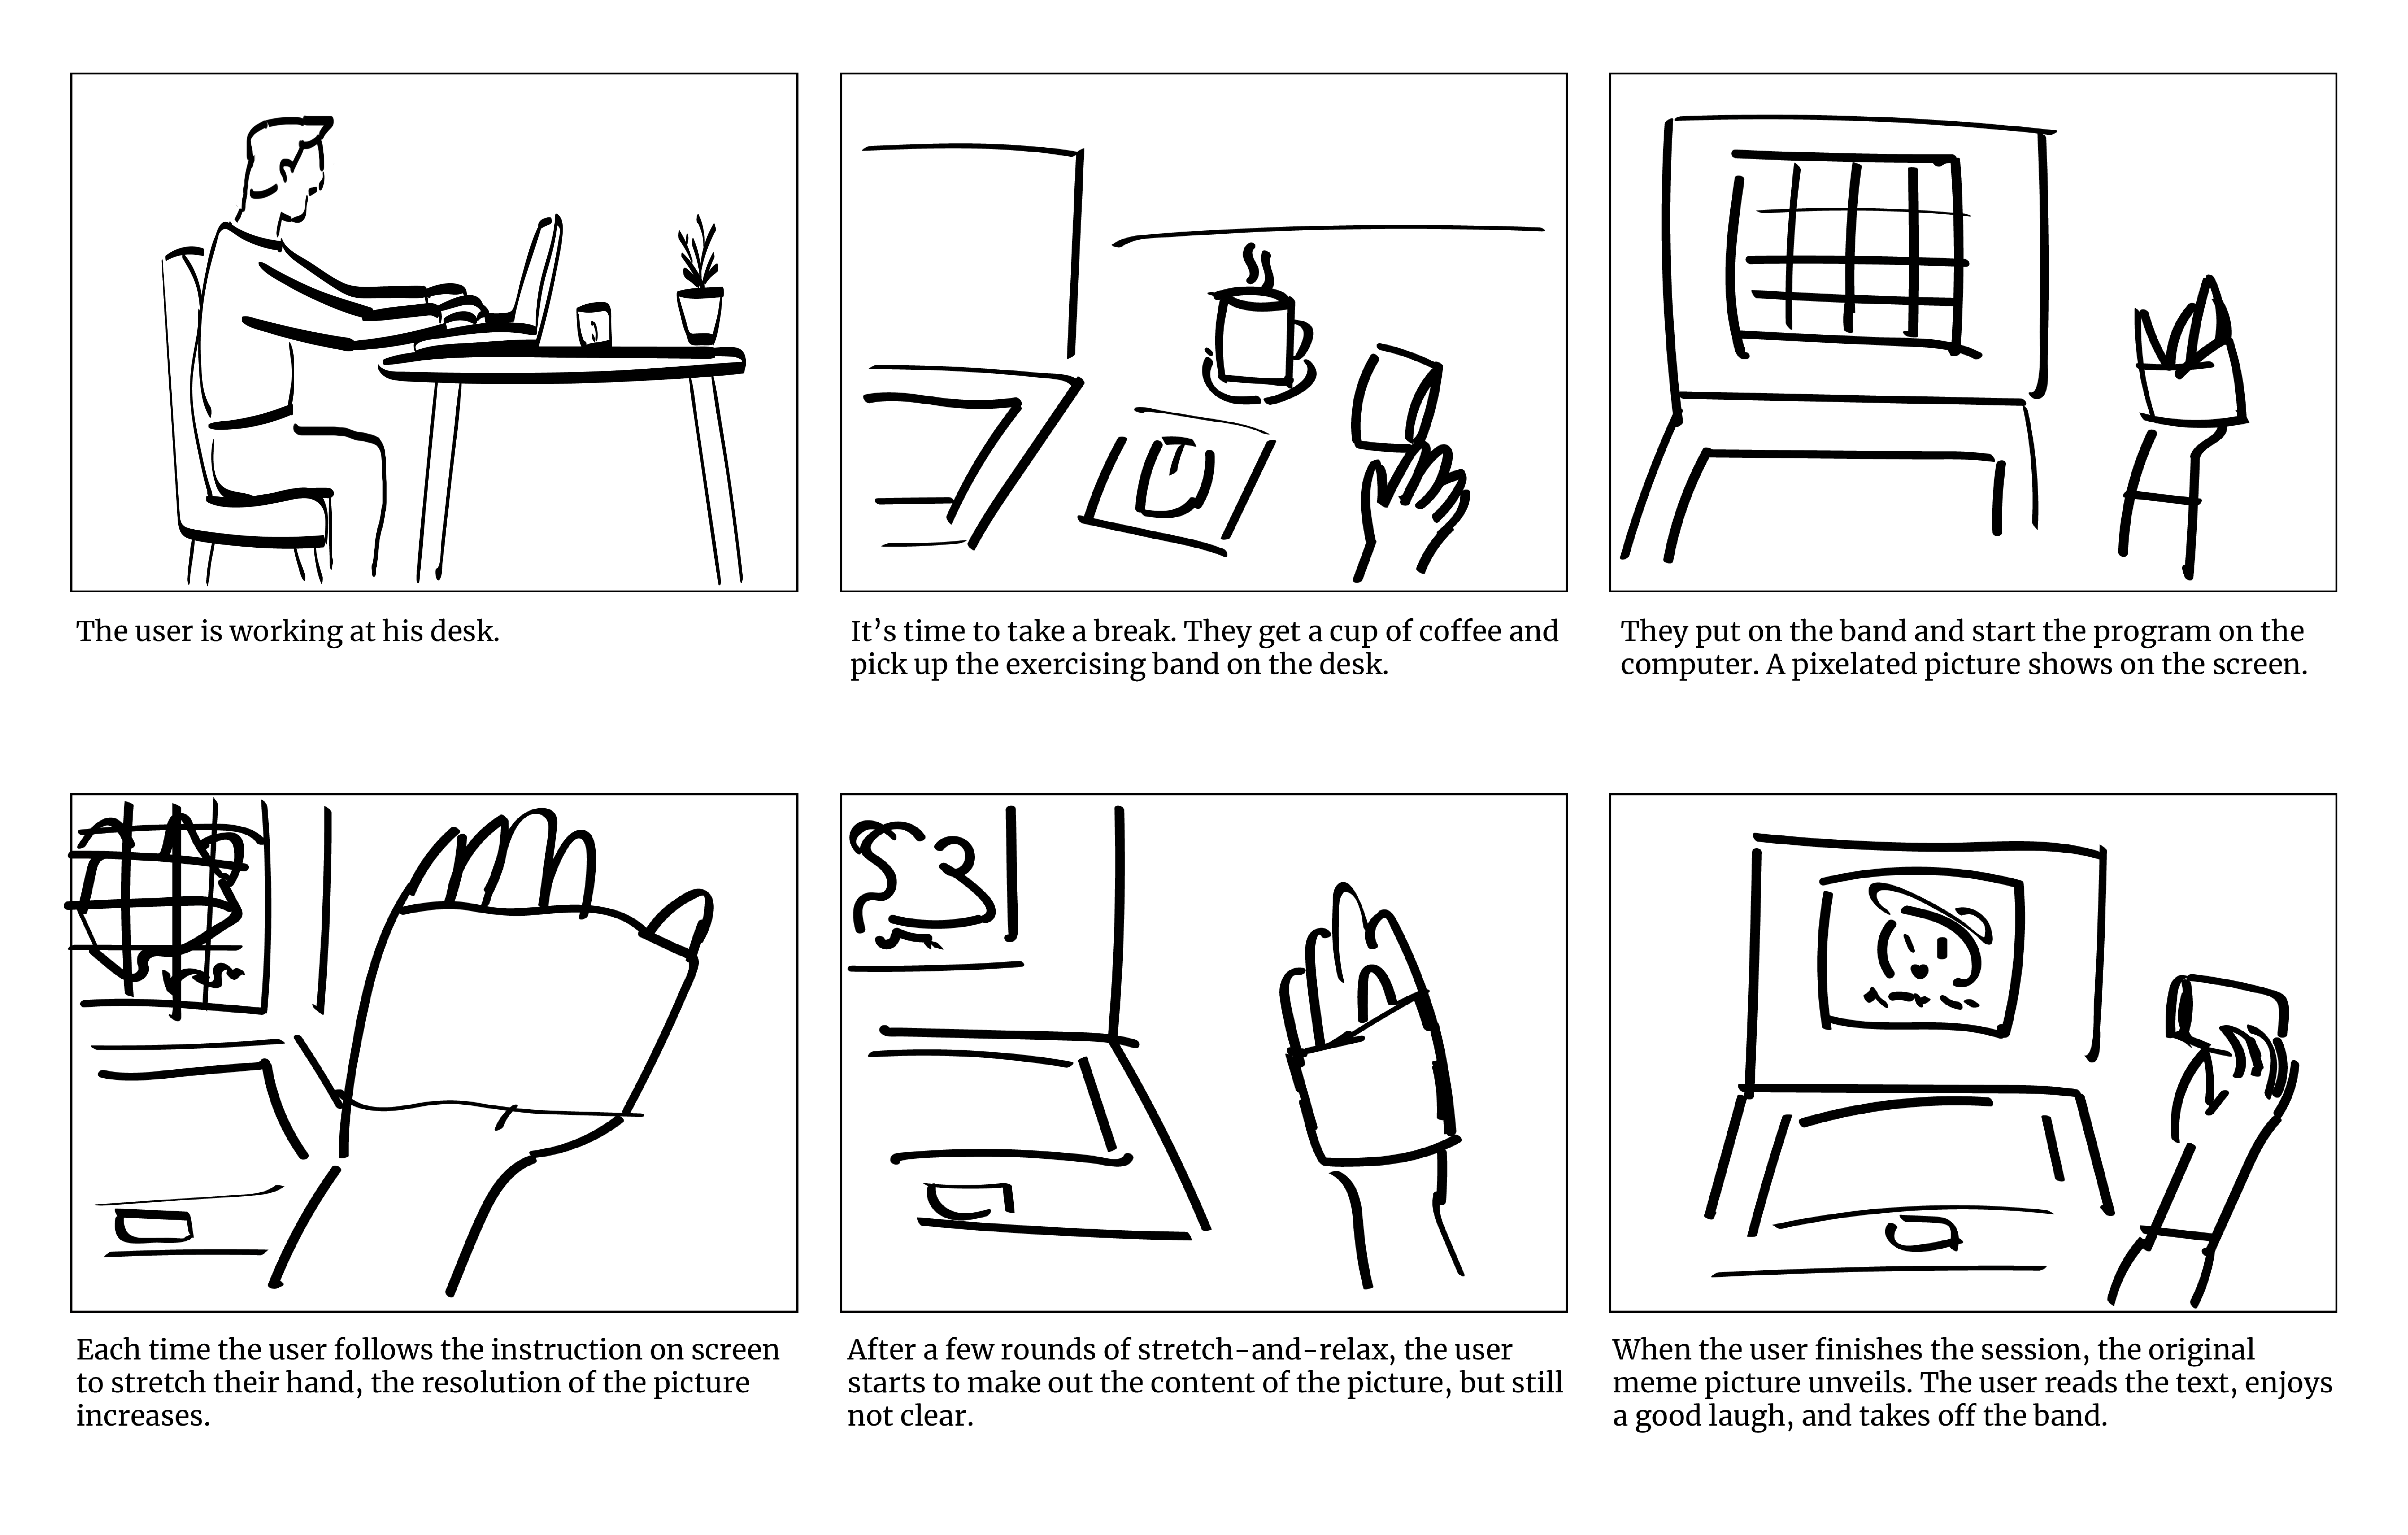 The user is working at his desk.
It’s time to take a break. They get a cup of coffee and
pick up the exercising band on the desk.
They put on the band and start the program on the
computer. A pixelated picture shows on the screen.
Each time the user follows the instruction on screen
to stretch their hand, the resolution of the picture
increases.
After a few rounds of stretch-and-relax, the user
starts to make out the content of the picture, but still
not clear.
When the user finishes the session, the original
meme picture unveils. The user reads the text, enjoys
a good laugh, and takes off the band.